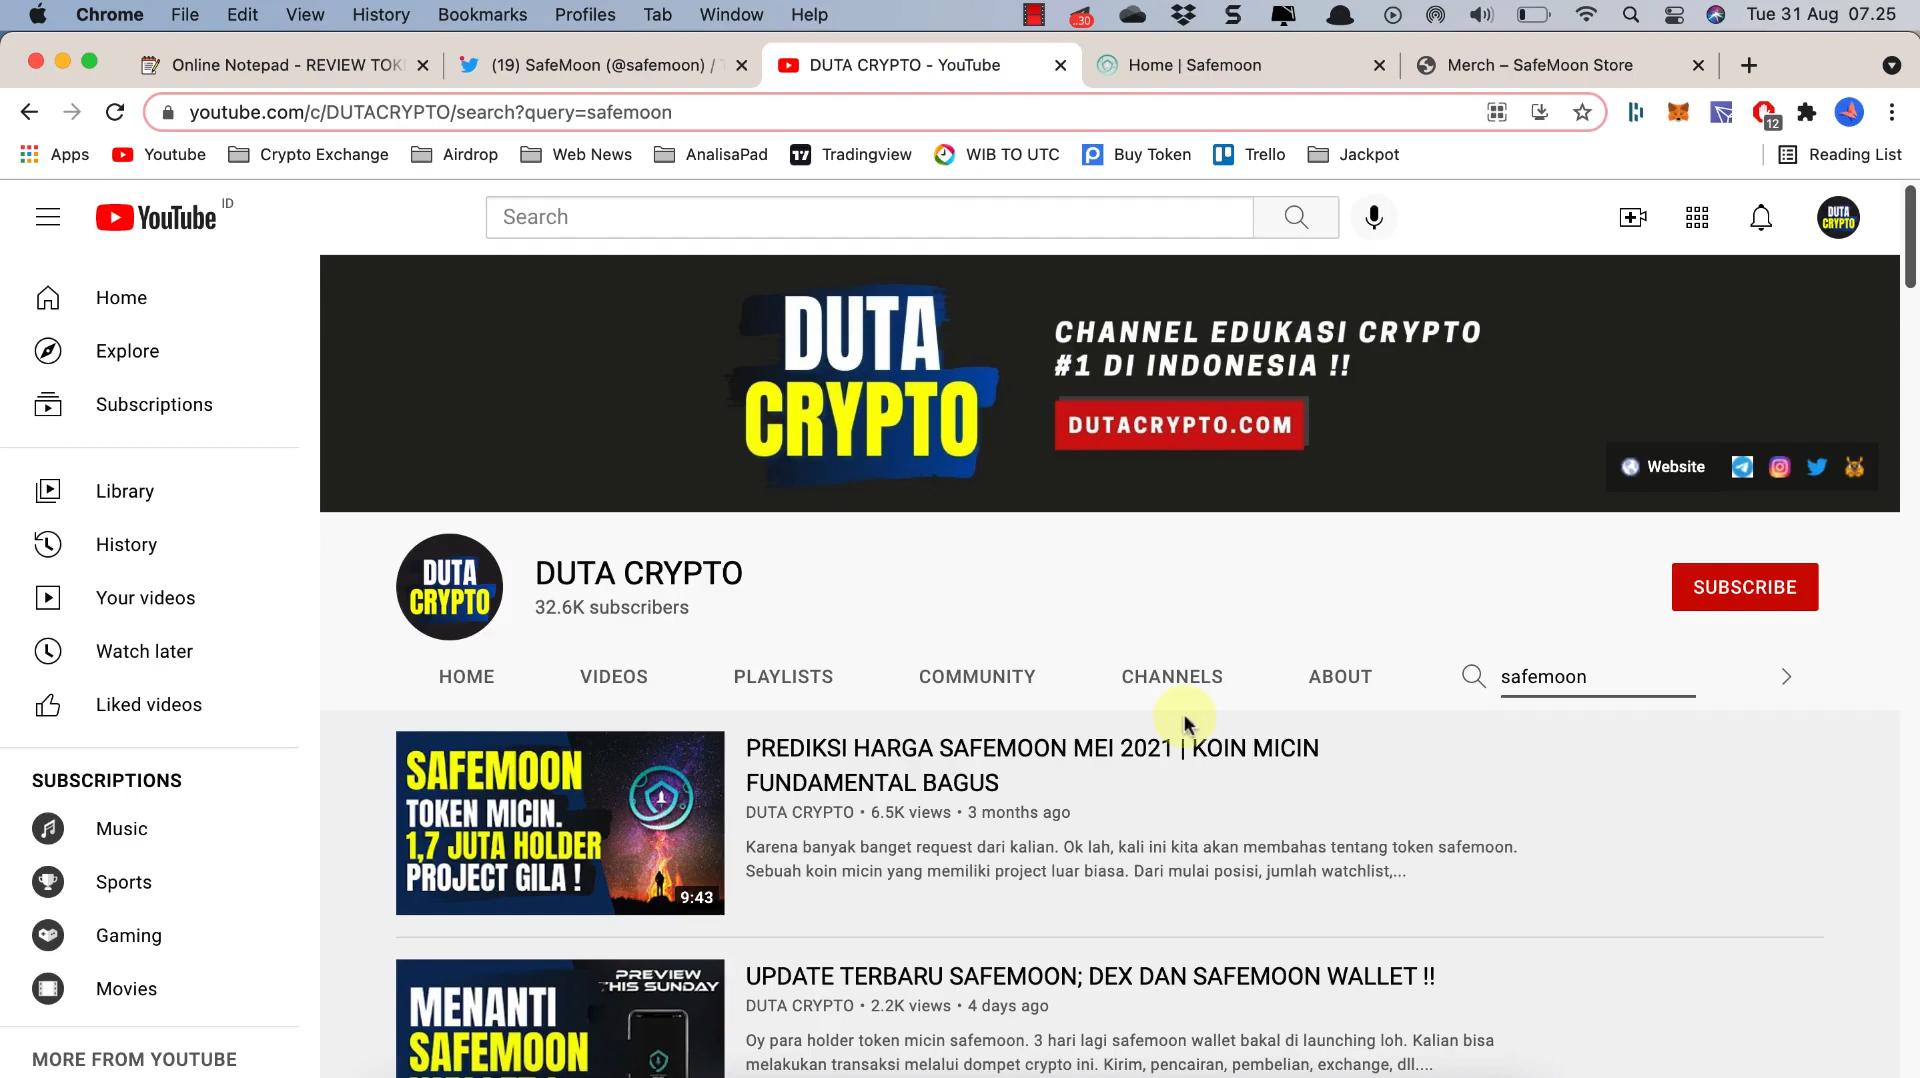 Chrome File Edit View History Bookmarks Profiles Tab Window Help ..30 Tue 31 Aug 07.25
Online Notepad - REVIEW TOK (19) SafeMoon (@safemoon) / DUTA CRYPTO - YouTube Home | Safemoon Merch – SafeMoon Store
youtube.com/c/DUTACRYPTO/search?query=safemoon 12
Apps Youtube Crypto Exchange Airdrop Web News AnalisaPad Tradingview WIB TO UTC Buy Token Trello Jackpot Reading List
YouTube ID Search DUTA CRYPTO
Home
Explore
Subscriptions
Library
History
Your videos
Watch later
Liked videos
SUBSCRIPTIONS
Music
Sports
Gaming
Movies
MORE FROM YOUTUBE
DUTA
CRYPTO
CHANNEL EDUKASI CRYPTO
#1 DI INDONESIA !!
DUTACRYPTO.COM
Website
DUTA
CRYPTO
DUTA CRYPTO
32.6K subscribers
SUBSCRIBE
HOME VIDEOS PLAYLISTS COMMUNITY CHANNELS ABOUT safemoon
SAFEMOON
TOKEN MICIN.
1,7 JUTA HOLDER
PROJECT GILA !
9:43
PREDIKSI HARGA SAFEMOON MEI 2021 | KOIN MICIN
FUNDAMENTAL BAGUS
DUTA CRYPTO • 6.5K views • 3 months ago
Karena banyak banget request dari kalian. Ok lah, kali ini kita akan membahas tentang token safemoon.
Sebuah koin micin yang memiliki project luar biasa. Dari mulai posisi, jumlah watchlist,...
PREVIEW
THIS SUNDAY
MENANTI
SAFEMOON
UPDATE TERBARU SAFEMOON; DEX DAN SAFEMOON WALLET !!
DUTA CRYPTO • 2.2K views • 4 days ago
Oy para holder token micin safemoon. 3 hari lagi safemoon wallet bakal di launching loh. Kalian bisa
melakukan transaksi melalui dompet crypto ini. Kirim, pencairan, pembelian, exchange, dll....